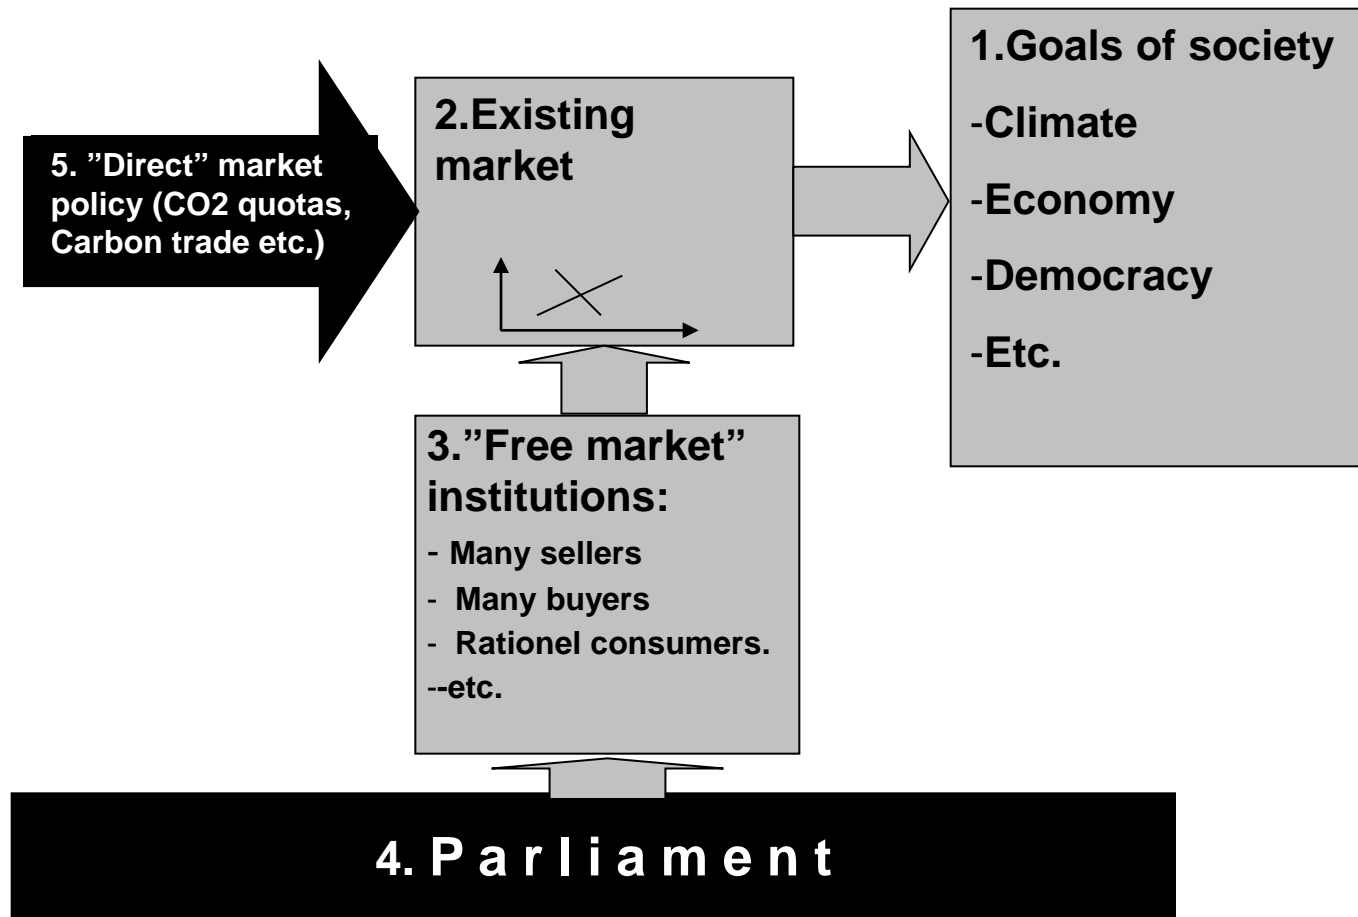 1.Goals of society
-Climate
-Economy
-Democracy
-Etc.
2.Existing
market
5. ”Direct” market
policy (CO2 quotas,
Carbon trade etc.)
3.”Free market”
institutions:
- Many sellers
- Many buyers
- Rationel consumers.
--etc.
4. P a r l i a m e n t